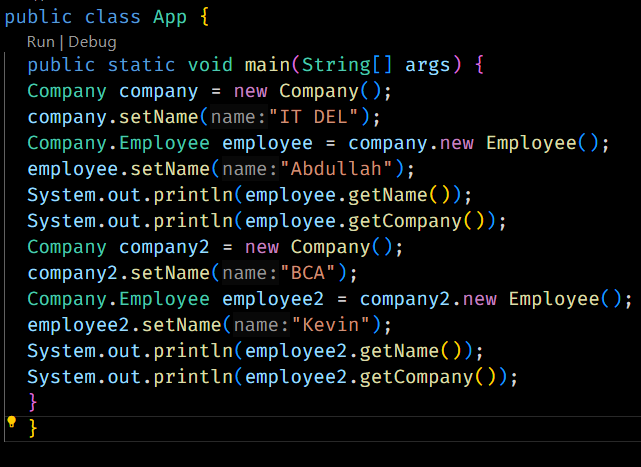 public class App {
Run | Debug
public static void main(String[] args) {
Company company = new Company();
company.setName(name:"IT DEL");
Company.Employee employee = company.new Employee();
employee.setName(name:"Abdullah");
System.out.println(employee.getName());
System.out.println(employee.getCompany());
Company company2 = new Company();
company2.setName(name:"BCA");
Company.Employee employee2 = company2.new Employee();
employee2.setName(name:"Kevin");
System.out.println(employee2.getName());
System.out.println(employee2.getCompany());
}
}